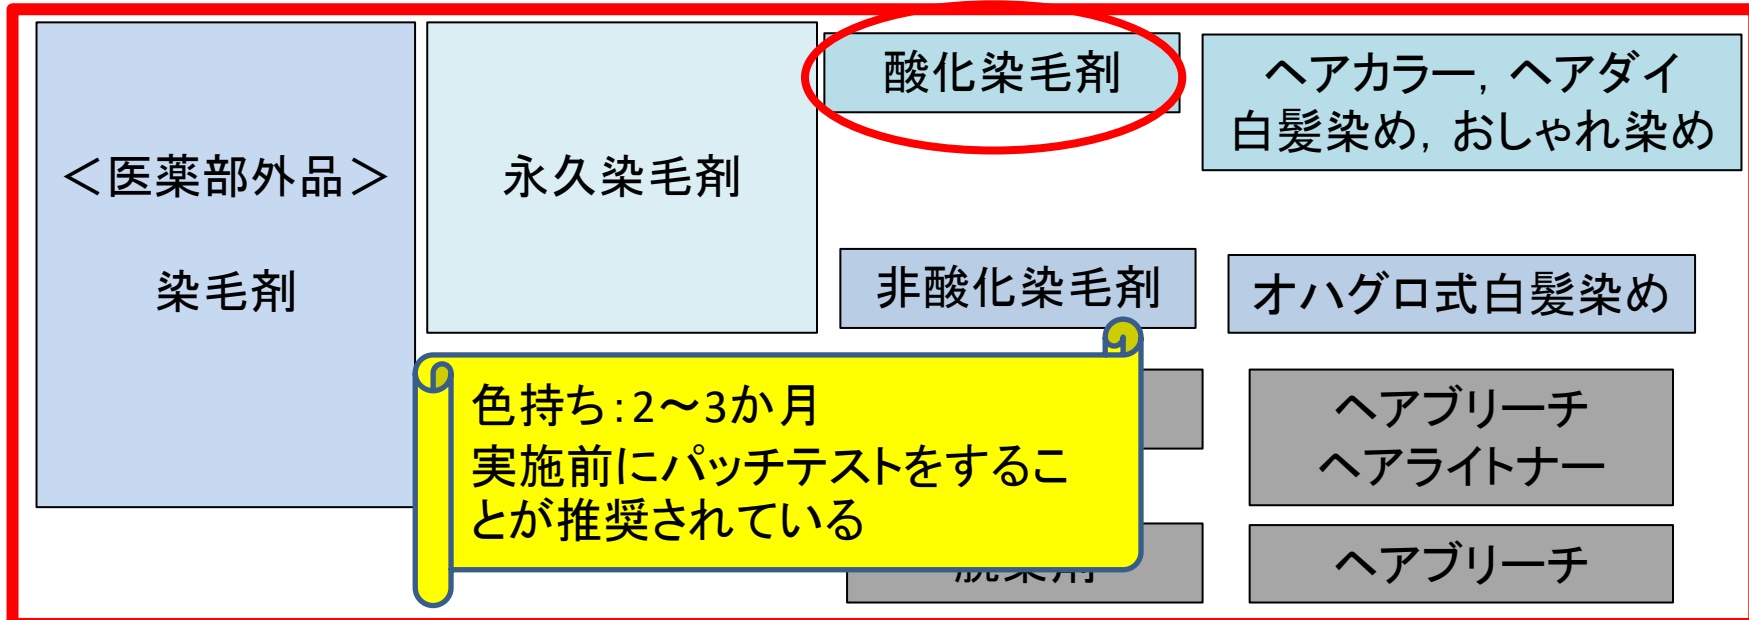 ＜医薬部外品＞
染毛剤
永久染毛剤
酸化染毛剤
ヘアカラー，ヘアダイ
白髪染め，おしゃれ染め
非酸化染毛剤
オハグロ式白髪染め
色持ち：2～3か月
実施前にパッチテストをするこ
とが推奨されている
ヘアブリーチ
ヘアライトナー
ヘアブリーチ